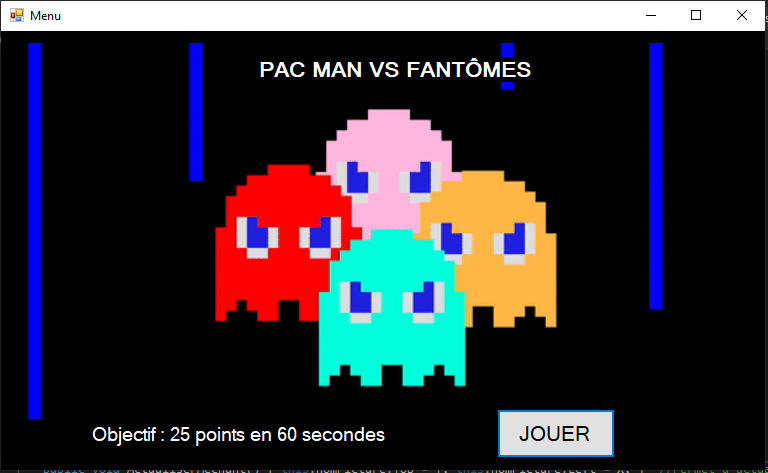 Menu
PAC MAN VS FANTÔMES
Objectif : 25 points en 60 secondes
JOUER